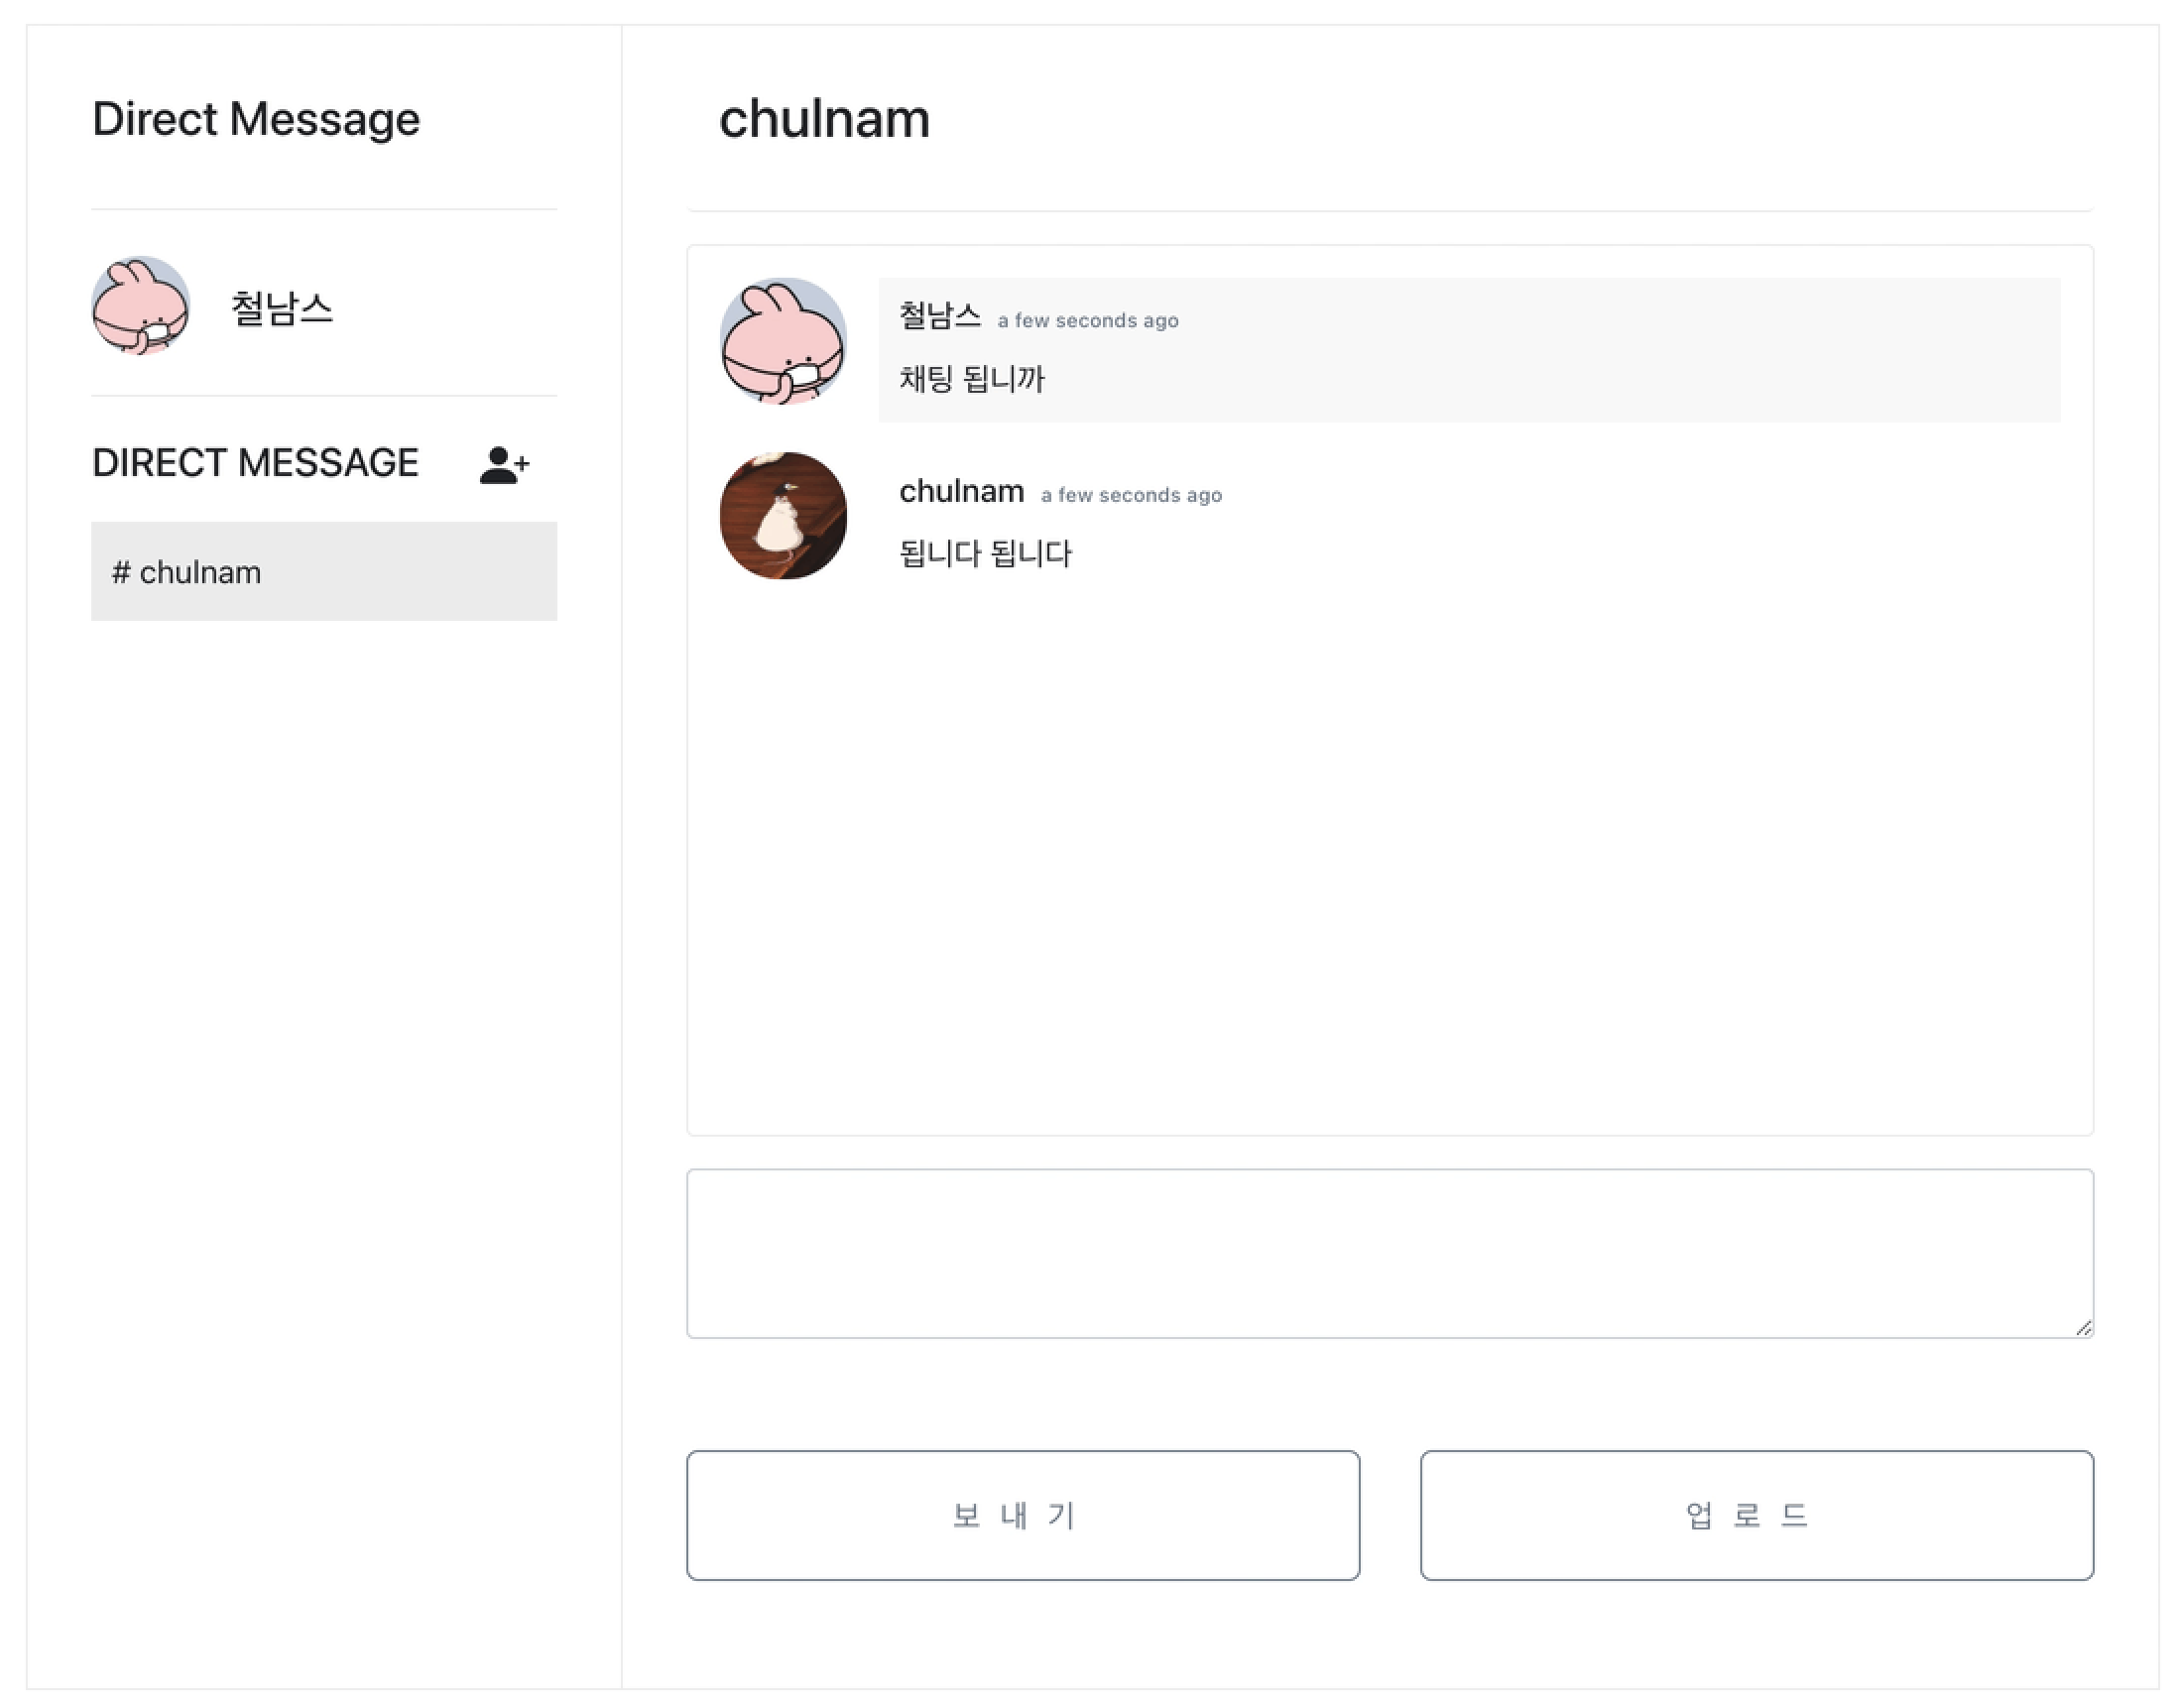 Direct Message
철남스
DIRECT MESSAGE
# chulnam
chulnam
철남스 a few seconds ago
채팅 됩니까
chulnam a few seconds ago
됩니다 됩니다
보내기
업로드